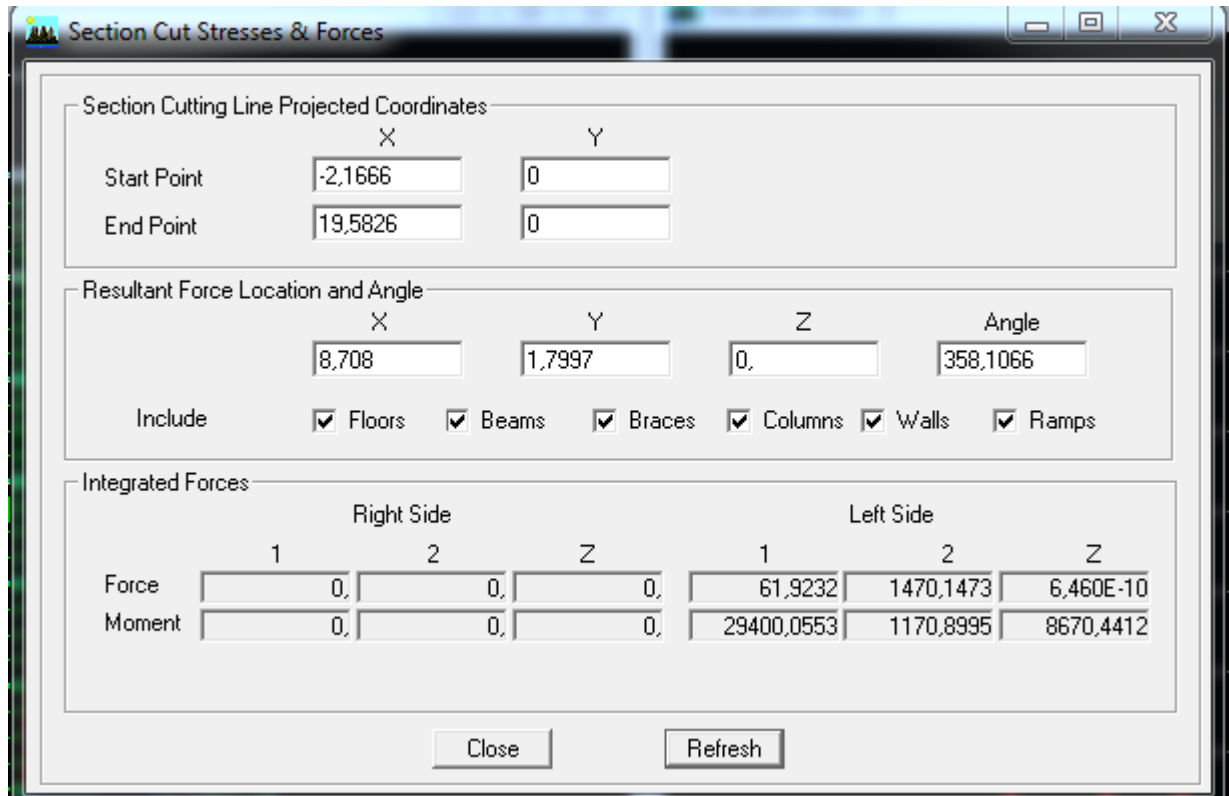 Section Cut Stresses & Forces
Section Cutting Line Projected Coordinates
X Y
Start Point -2,1666 0
End Point 19,5826 0
Resultant Force Location and Angle
X Y Z Angle
8,708 1,7997 0, 358,1066
Include Floors Beams Braces Columns Walls Ramps
Integrated Forces
Right Side Left Side
1 2 Z 1 2 Z
Force 0, 0, 0, 61,9232 1470,1473 6,460E-10
Moment 0, 0, 0, 29400,0553 1170,8995 8670,4412
Close Refresh